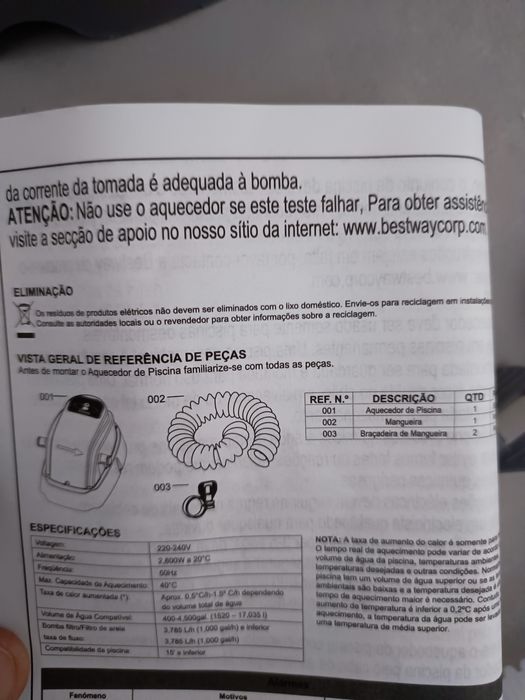 da corrente da tomada é adequada à bomba.
ATENÇÃO: Não use o aquecedor se este teste falhar, Para obter
visite a secção de apoio no nosso sítio da internet: www.bestwaycorp.com
ELIMINAÇÃO
Os resíduos de produtos elétricos não devem ser eliminados com o lixo doméstico. Envie-os para reciclagem em
Consulte as autoridades locais ou o revendedor para obter informações sobre a reciclagem.
VISTA GERAL DE REFERÊNCIA DE PEÇAS
Antes de montar o Aquecedor de Piscina familiarize-se com todas as peças.
001
002
003
REF. N.º DESCRIÇÃO QTD
001 Aquecedor de Piscina 1
002 Mangueira 1
003 Braçadeira de Mangueira 2
ESPECIFICAÇÕES
Voltagem: 220-240V
Alimentação: 2,800W a 20°C
Frequência: 50Hz
Max. Capacidade de Aquecimento 40°C
Taxa de calor aumentada (*): Aprox. 0.5°C/h-1.5° C/h dependendo
do volume total de água
Volume de Água Compatível: 400-4,500gal. (1520 – 17,035 l)
Bomba filtro/Filtro de areia 3,785 L/h (1,000 gal/h) e inferior
taxa de fluxo: 3,785 L/h (1,000 gal/h) e inferior
Compatibilidade da piscina: 15' e inferior
NOTA: A taxa de aumento do calor é somente
O tempo real de aquecimento pode variar de
volume de água da piscina, temperaturas
temperaturas desejadas e outras condições.
piscina tem um volume de água superior ou se as
ambientais são baixas e a temperatura desejada
tempo de aquecimento maior é necessário.
aumento de temperatura é inferior a 0,2°C após
aquecimento, a temperatura da água pode ser
uma temperatura de média superior.
Alarmes
Fenómeno Motivos